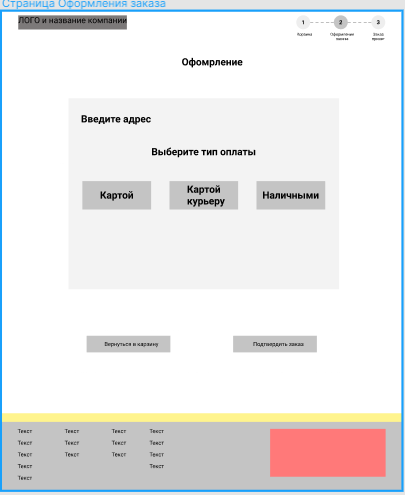 Страница Оформления заказа
ЛОГО и название компании
1
2
3
Корзина
Оформление
заказа
Заказ
принят
Офомрление
Введите адрес
Выберите тип оплаты
Картой
Картой
курьеру
Наличными
Вернуться в карзину
Подтвердить заказ
Текст Текст Текст Текст
Текст Текст Текст Текст
Текст Текст Текст Текст
Текст Текст
Текст